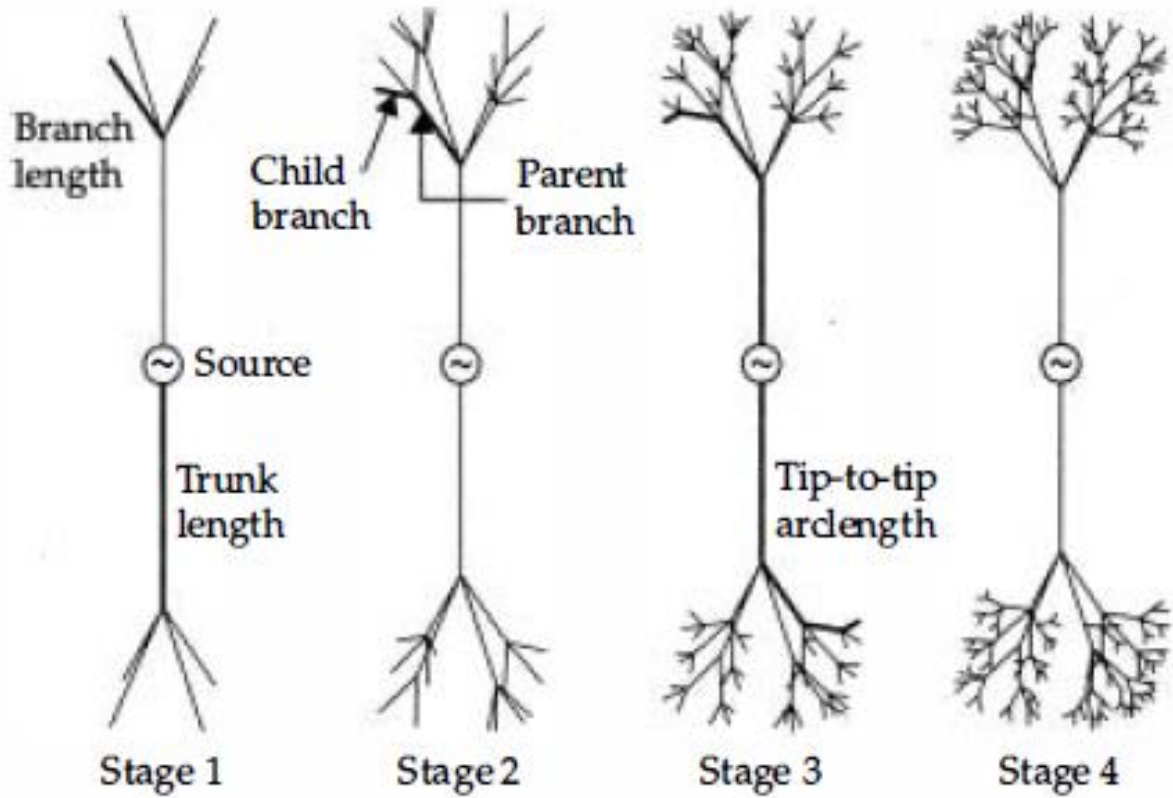 Branch
length
Child
branch
Parent
branch
~ Source
~
~
~
Trunk
length
Tip-to-tip
arclength
Stage 1
Stage 2
Stage 3
Stage 4